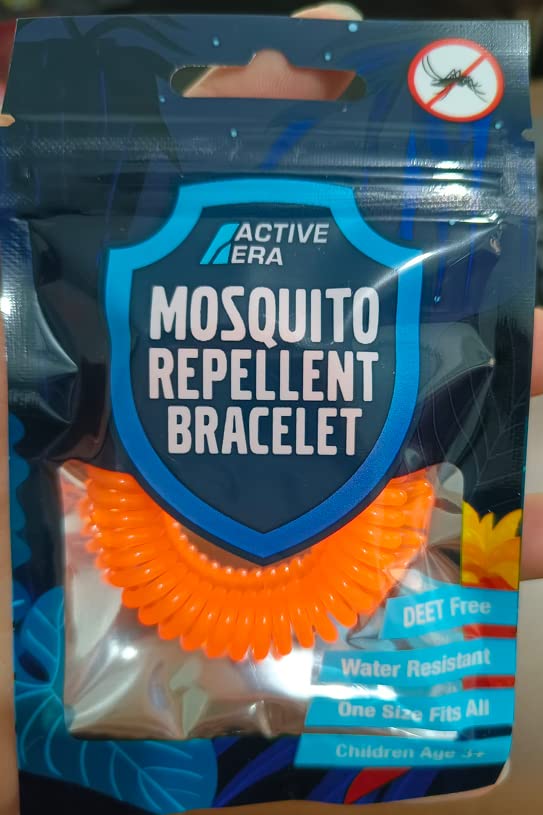 ACTIVE
ERA
MOSQUITO
REPELLENT
BRACELET
DEET Free
Water Resistant
One Size Fits All
Children Age 3+